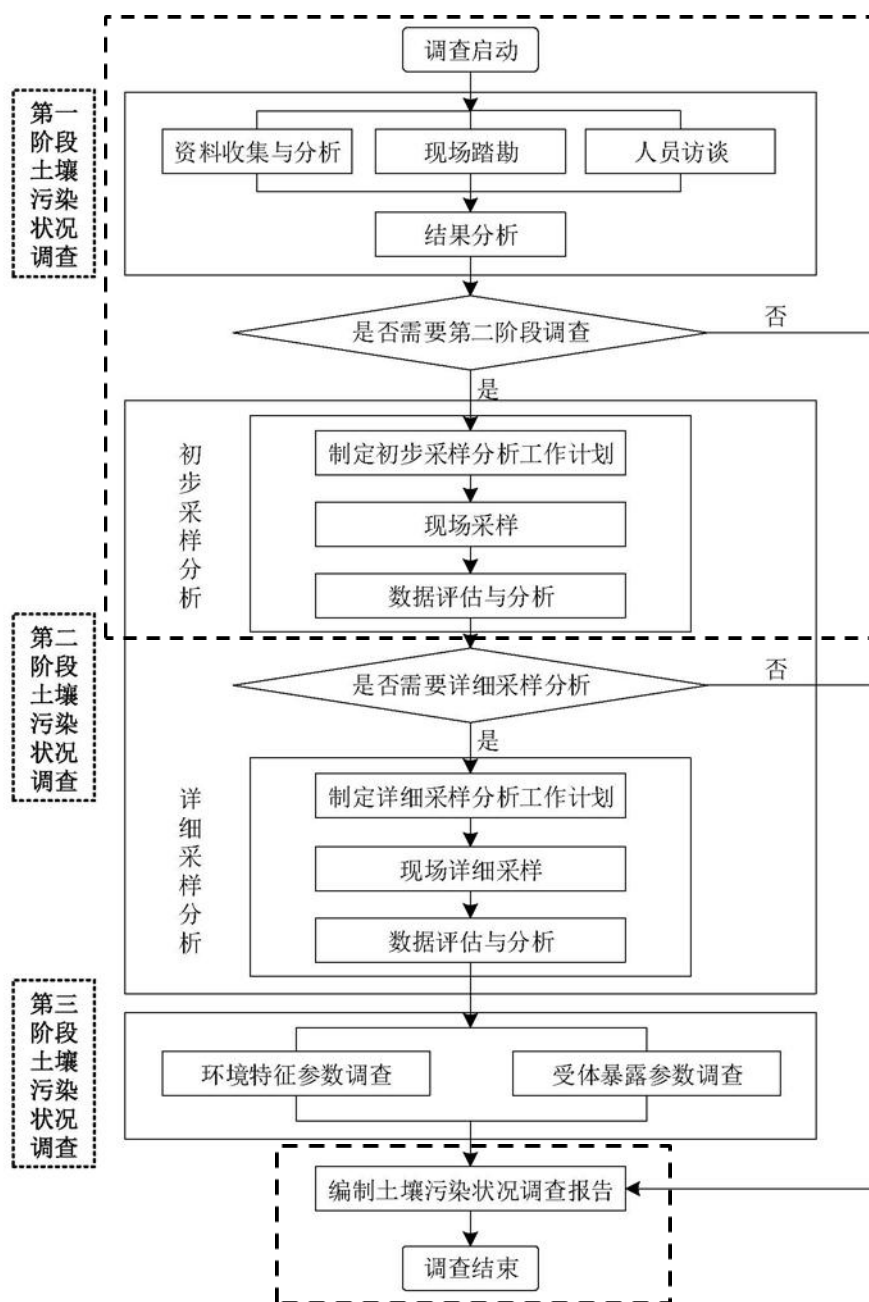 调查启动
第一
阶段
土壤
污染
状况
调查
资料收集与分析
现场踏勘
人员访谈
结果分析
是否需要第二阶段调查
否
是
初步采样分析
制定初步采样分析工作计划
现场采样
数据评估与分析
第二
阶段
土壤
污染
状况
调查
是否需要详细采样分析
否
是
详细采样分析
制定详细采样分析工作计划
现场详细采样
数据评估与分析
第三
阶段
土壤
污染
状况
调查
环境特征参数调查
受体暴露参数调查
编制土壤污染状况调查报告
调查结束